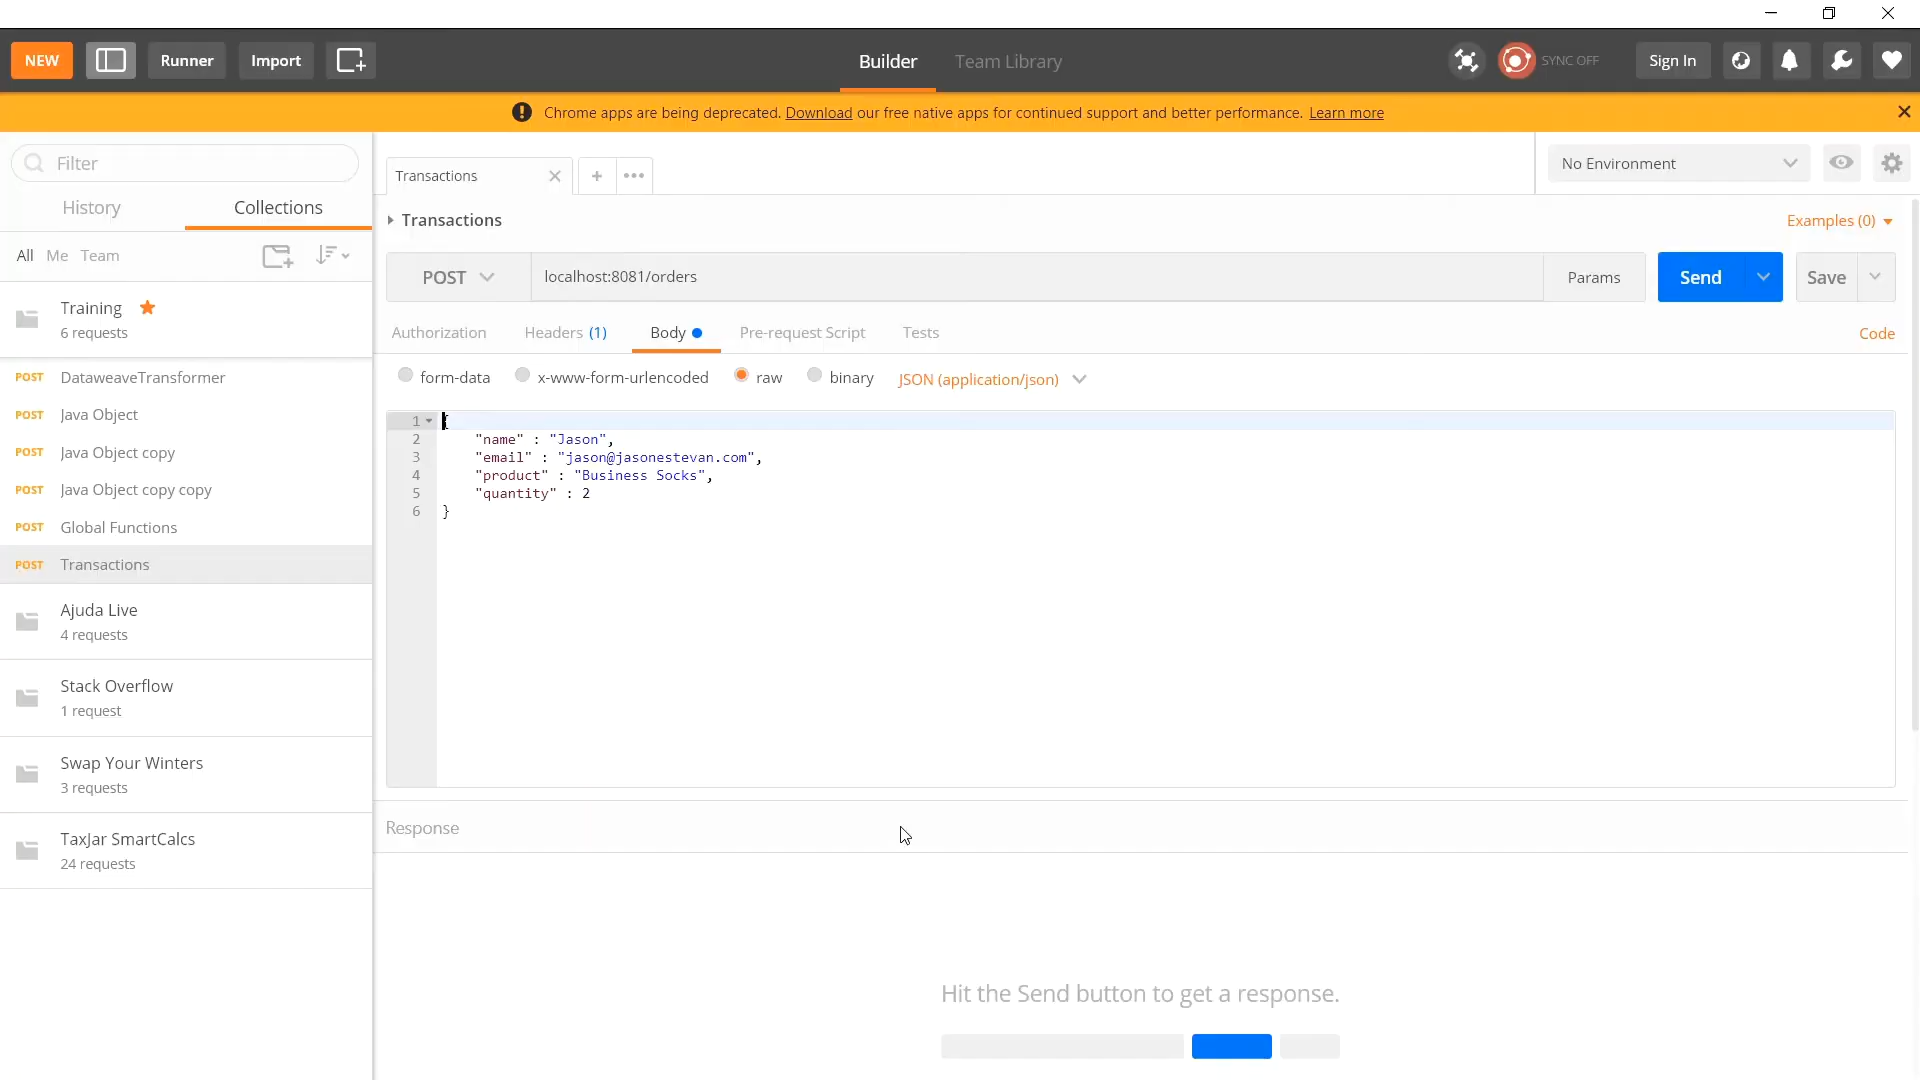 NEW
Runner
Import
Builder
Team Library
SYNC OFF
Sign In
Chrome apps are being deprecated. Download our free native apps for continued support and better performance. Learn more
Filter
History
Collections
All
Me
Team
Training
6 requests
POST DataweaveTransformer
POST Java Object
POST Java Object copy
POST Java Object copy copy
POST Global Functions
POST Transactions
Ajuda Live
4 requests
Stack Overflow
1 request
Swap Your Winters
3 requests
TaxJar SmartCalcs
24 requests
Transactions
No Environment
Transactions
Examples (0)
POST
localhost:8081/orders
Params
Send
Save
Authorization
Headers (1)
Body
Pre-request Script
Tests
Code
form-data
x-www-form-urlencoded
raw
binary
JSON (application/json)
1 {
2 "name" : "Jason",
3 "email" : "jason@jasonestevan.com",
4 "product" : "Business Socks",
5 "quantity" : 2
6 }
Response
Hit the Send button to get a response.